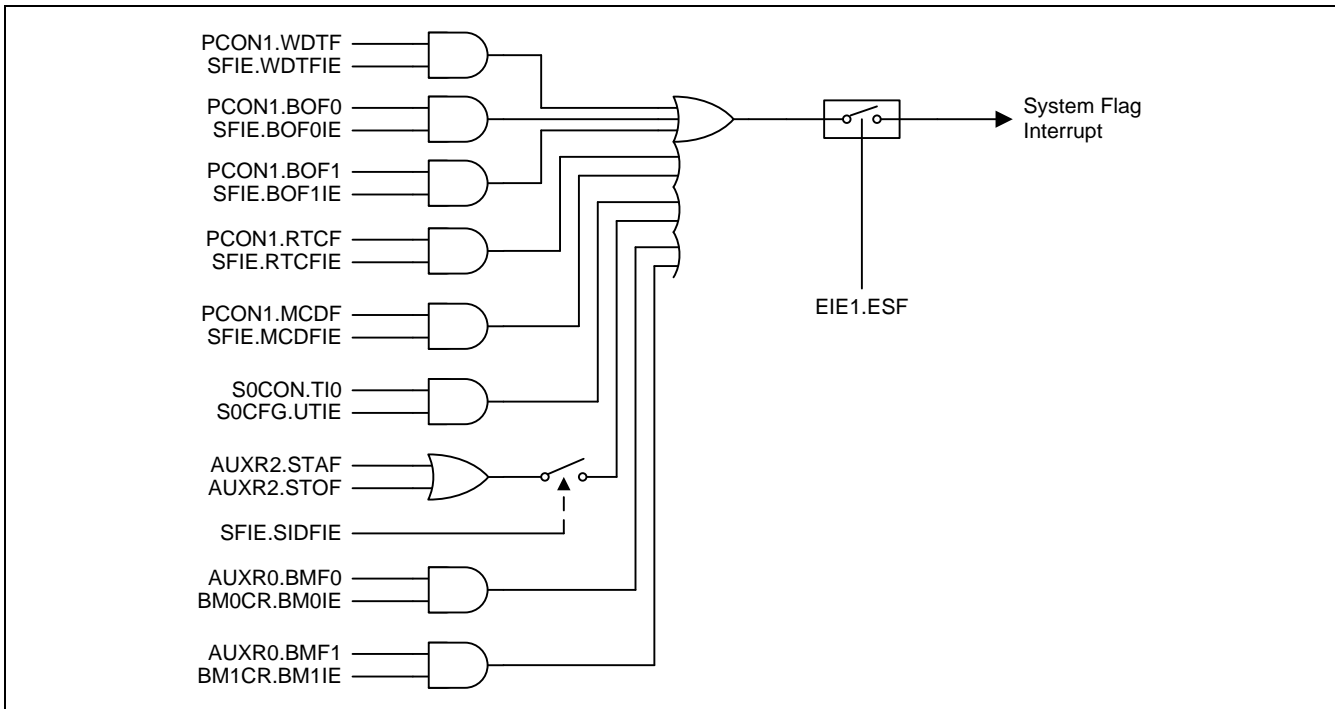 PCON1.WDTF
SFIE.WDTFIE
PCON1.BOF0
SFIE.BOF0IE
PCON1.BOF1
SFIE.BOF1IE
PCON1.RTCF
SFIE.RTCFIE
PCON1.MCDF
SFIE.MCDFIE
S0CON.TI0
S0CFG.UTIE
AUXR2.STAF
AUXR2.STOF
SFIE.SIDFIE
AUXR0.BMF0
BM0CR.BM0IE
AUXR0.BMF1
BM1CR.BM1IE
System Flag
Interrupt
EIE1.ESF